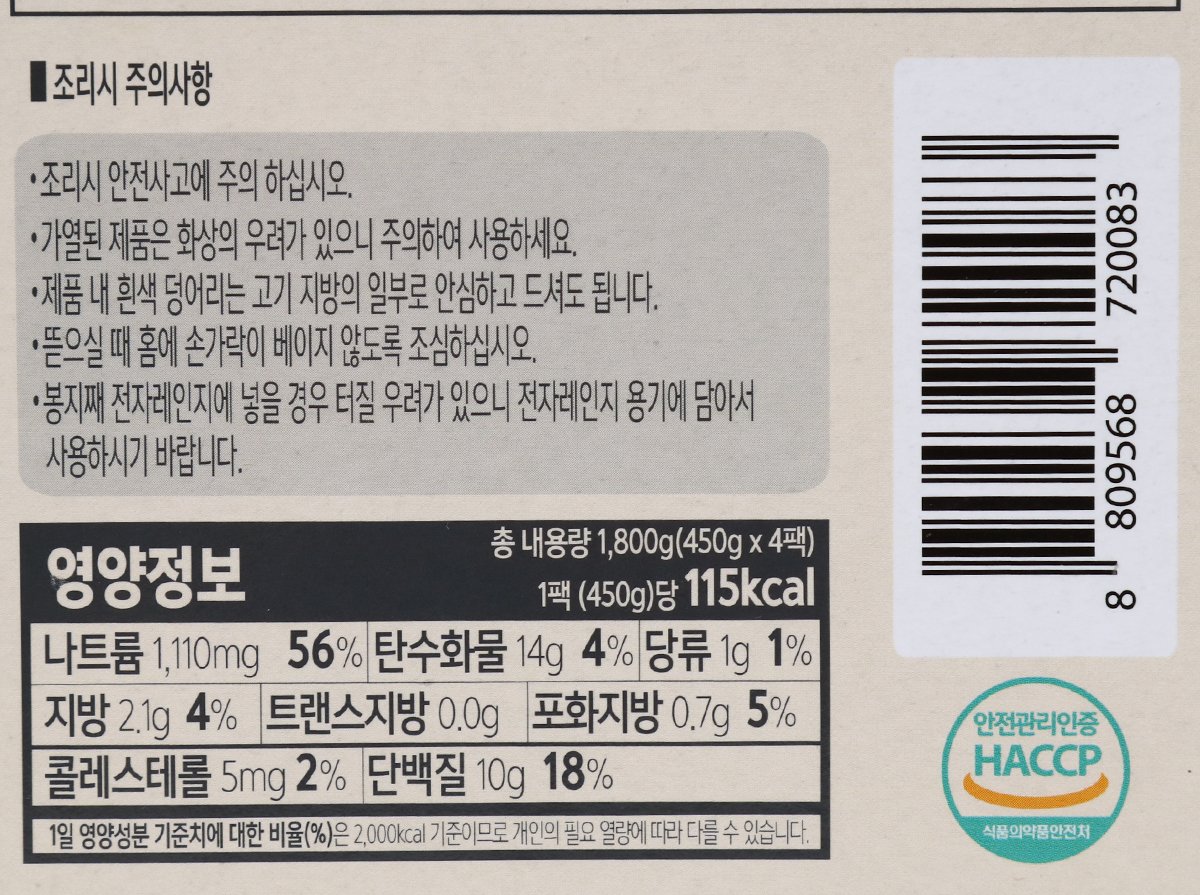 조리시 주의사항
•조리시 안전사고에 주의 하십시오.
•가열된 제품은 화상의 우려가 있으니 주의하여 사용하세요.
•제품 내 흰색 덩어리는 고기 지방의 일부로 안심하고 드셔도 됩니다.
•뜯으실 때 홈에 손가락이 베이지 않도록 조심하십시오.
•봉지째 전자레인지에 넣을 경우 터질 우려가 있으니 전자레인지 용기에 담아서
사용하시기 바랍니다.
영양정보
총 내용량 1,800g(450g x 4팩)
1팩 (450g)당 115kcal
나트륨 1,110mg 56% 탄수화물 14g 4% 당류 1g 1%
지방 2.1g 4% 트랜스지방 0.0g 포화지방 0.7g 5%
콜레스테롤 5mg 2% 단백질 10g 18%
1일 영양성분 기준치에 대한 비율(%)은 2,000kcal 기준이므로 개인의 필요 열량에 따라 다를 수 있습니다.
8 809568 720083
안전관리인증
HACCP
식품의약품안전처